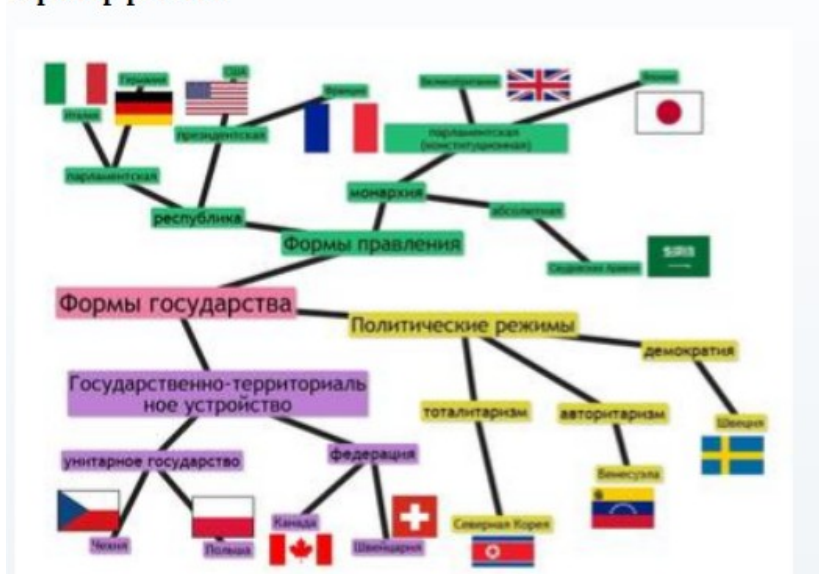 Германия
США
Италия
Франция
президентская
Великобритания
Япония
парламентская
(конституционная)
парламентская
республика
монархия
абсолютная
Формы правления
Саудовская Аравия
Формы государства
Политические режимы
демократия
Государственно-территориаль
ное устройство
тоталитаризм
авторитаризм
Швеция
унитарное государство
федерация
Венесуэла
Канада
Северная Корея
Чехия
Польша
Швейцария